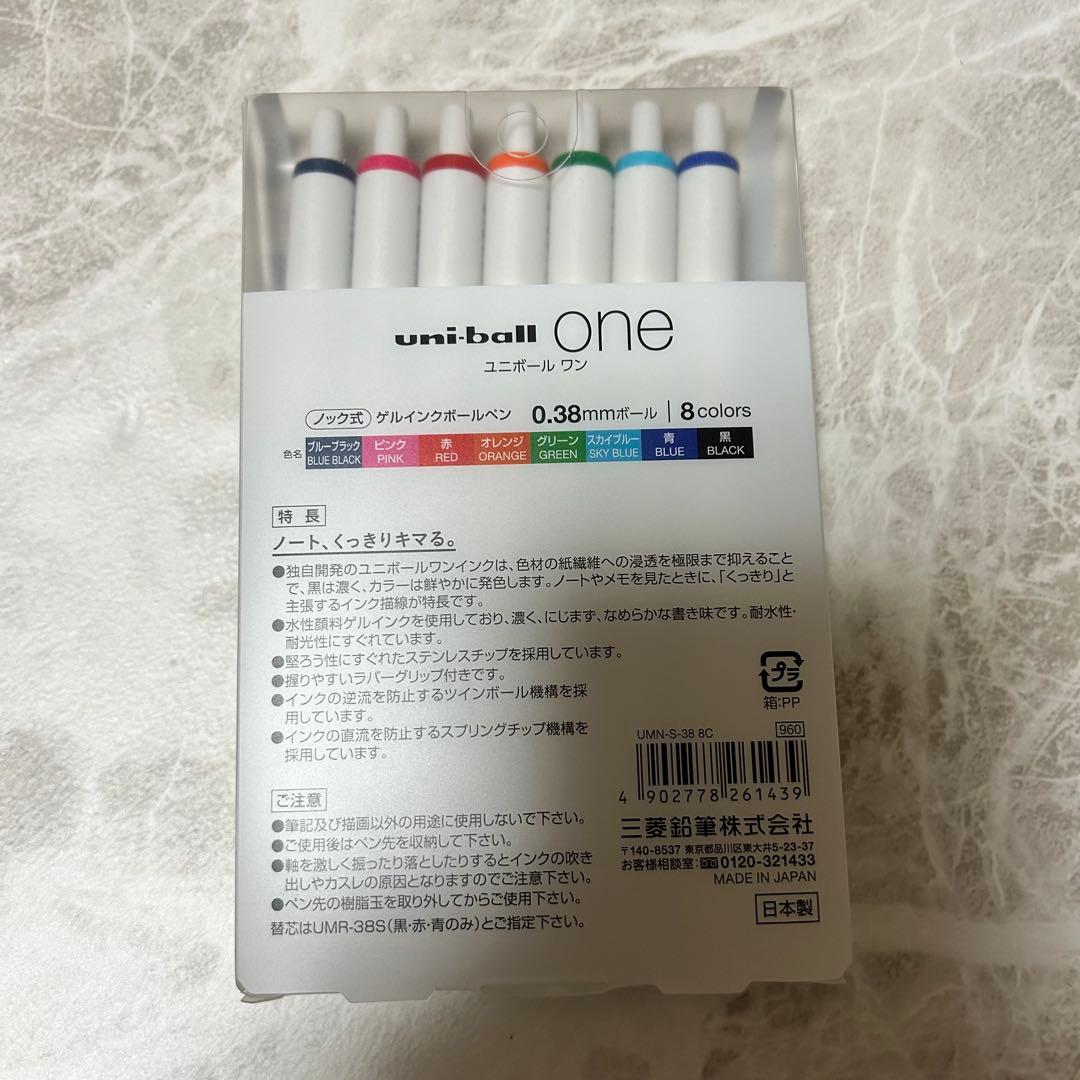 uni-ball one
ユニボール ワン
ノック式 ゲルインクボールペン 0.38mmボール | 8 colors
色名 ブルーブラック ピンク 赤 オレンジ グリーン スカイブルー 青 黒
BLUE BLACK PINK RED ORANGE GREEN SKY BLUE BLUE BLACK
特 長
ノート、くっきりキマる。
●独自開発のユニボールワンインクは、色材の紙繊維への浸透を極限まで抑えること
で、黒は濃く、カラーは鮮やかに発色します。ノートやメモを見たときに、「くっきり」と
主張するインク描線が特長です。
●水性顔料ゲルインクを使用しており、濃く、にじまず、なめらかな書き味です。耐水性・
耐光性にすぐれています。
●堅ろう性にすぐれたステンレスチップを採用しています。
●握りやすいラバーグリップ付きです。
●インクの逆流を防止するツインボール機構を採
用しています。
●インクの直流を防止するスプリングチップ機構を
採用しています。
ご注意
●筆記及び描画以外の用途に使用しないで下さい。
●ご使用後はペン先を収納して下さい。
●軸を激しく振ったり落としたりするとインクの吹き
出しやカスレの原因となりますのでご注意下さい。
●ペン先の樹脂玉を取り外してからご使用下さい。
替芯はUMR-38S(黒・赤・青のみ)とご指定下さい。
プラ
箱:PP
UMN-S-38 8C 960
4 902778 261439
三菱鉛筆株式会社
〒140-8537 東京都品川区東大井5-23-37
お客様相談室:0120-321433
MADE IN JAPAN
日本製